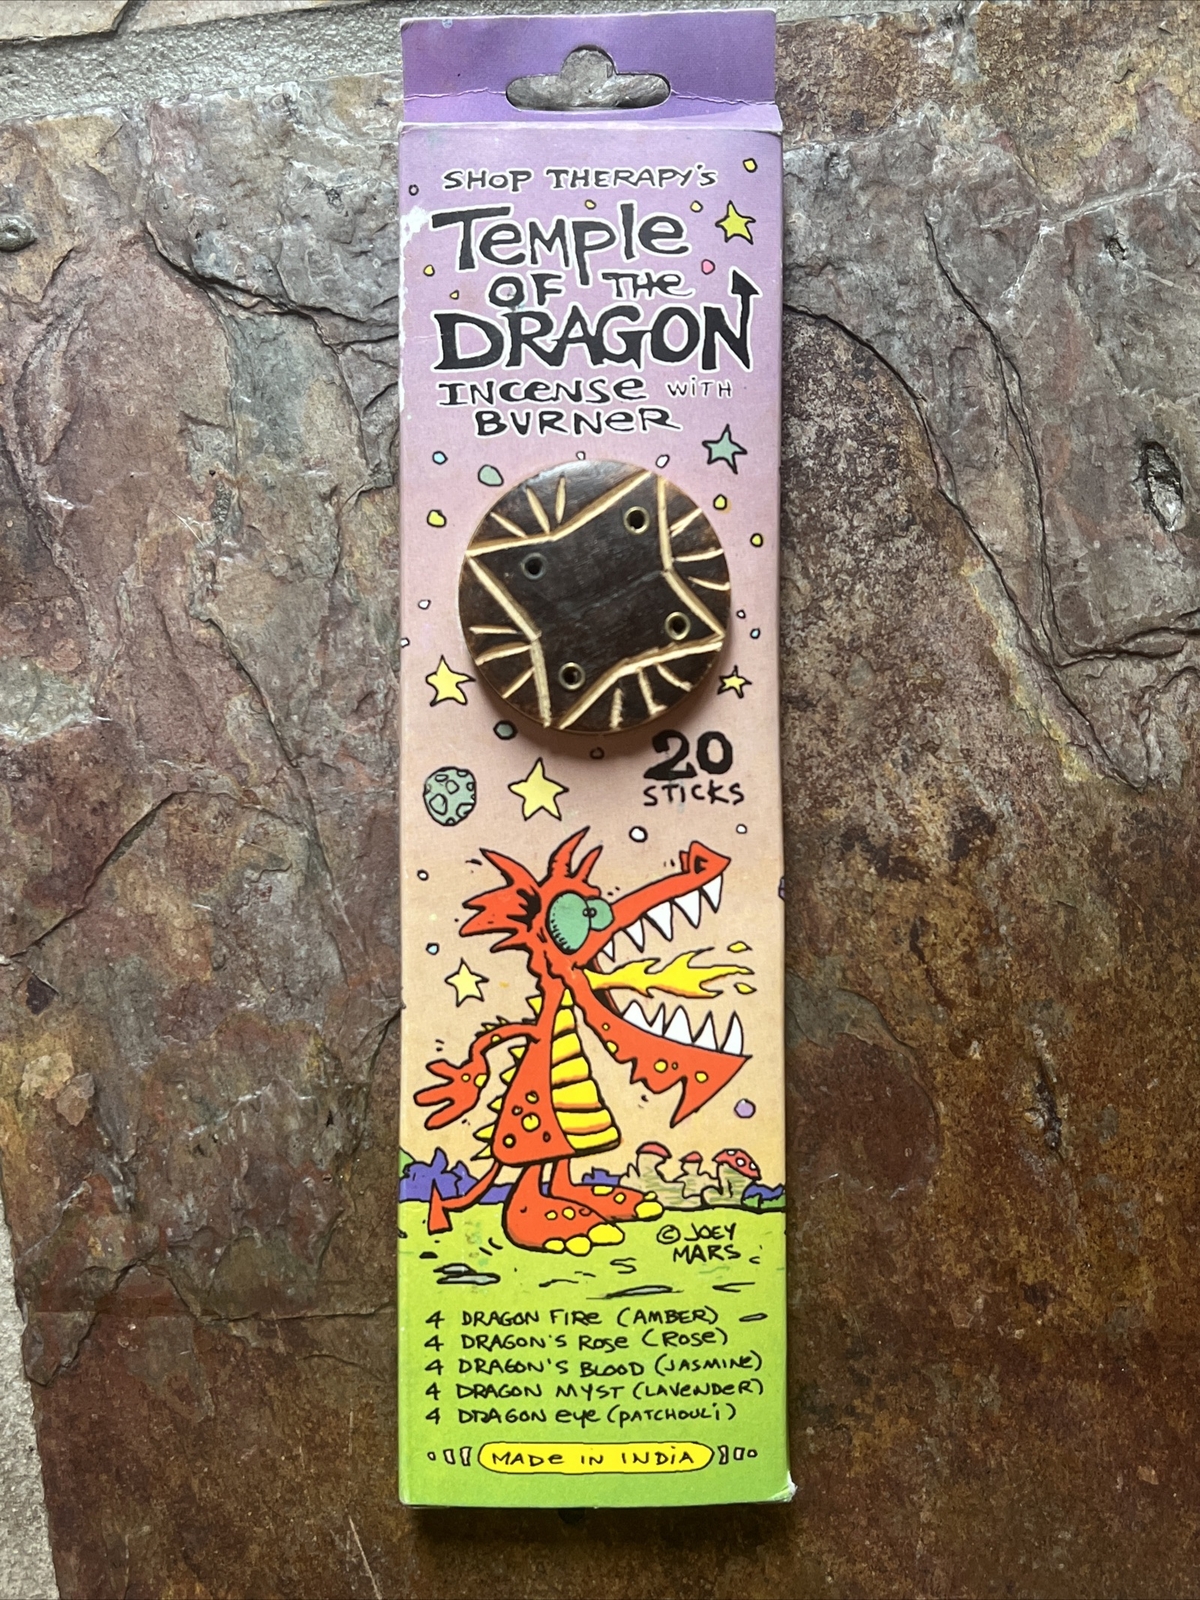 SHOP THERAPY'S
Temple
OF THE
DRAGON
INCENSE WiTH
BURNER
20
STICKS
© JOEY
MARS
4 DRAGON FIRE (AMBER)
4 DRAGON'S ROSE (ROSE)
4 DRAGON'S BLOOD (JASMINE)
4 DRAGON MYST (LAVENDER)
4 DRAGON eye (PATCHOULi)
MADE IN INDiA